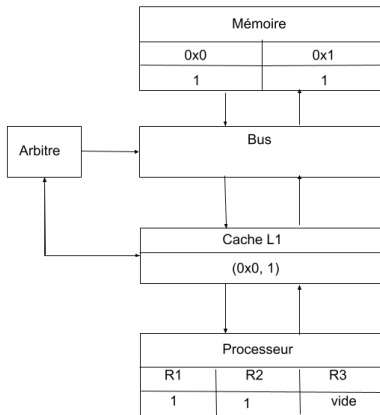 Mémoire
0x0 0x1
1 1
Arbitre
Bus
Cache L1
(0x0, 1)
Processeur
R1 R2 R3
1 1 vide